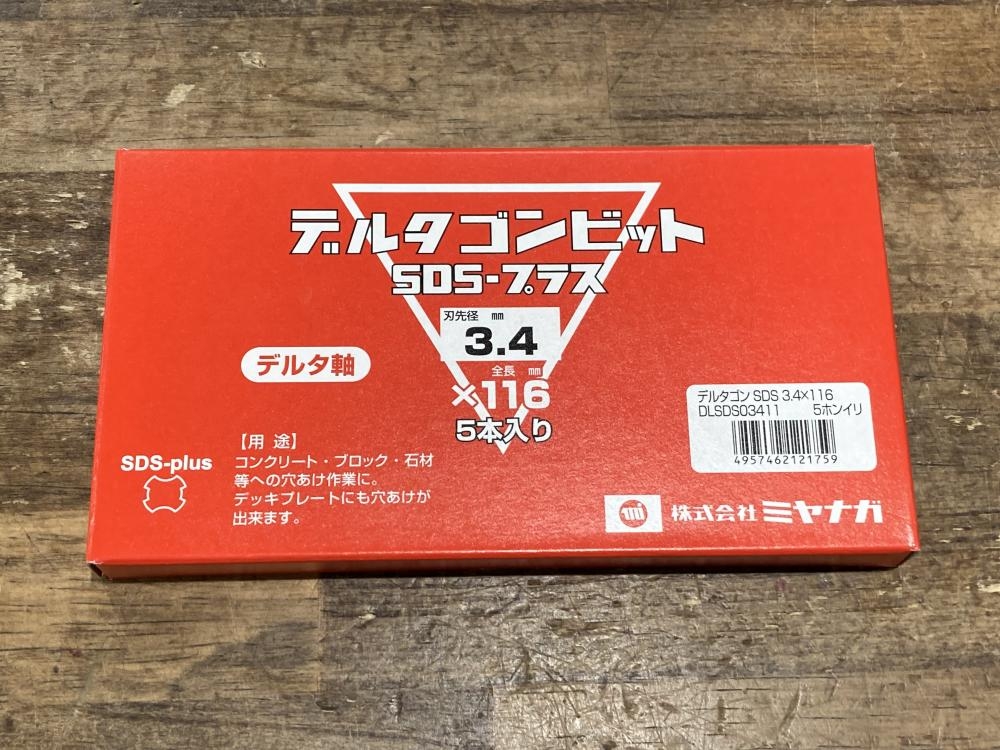 デルタゴンビット
SDS-プラス
刃先径 mm
3.4
全長 mm
×116
5本入り
デルタ軸
SDS-plus
【用 途】
コンクリート・ブロック・石材
等への穴あけ作業に。
デッキプレートにも穴あけが
出来ます。
デルタゴン SDS 3.4×116
DLSDS03411 5ホンイリ
4957462121759
株式会社 ミヤナガ